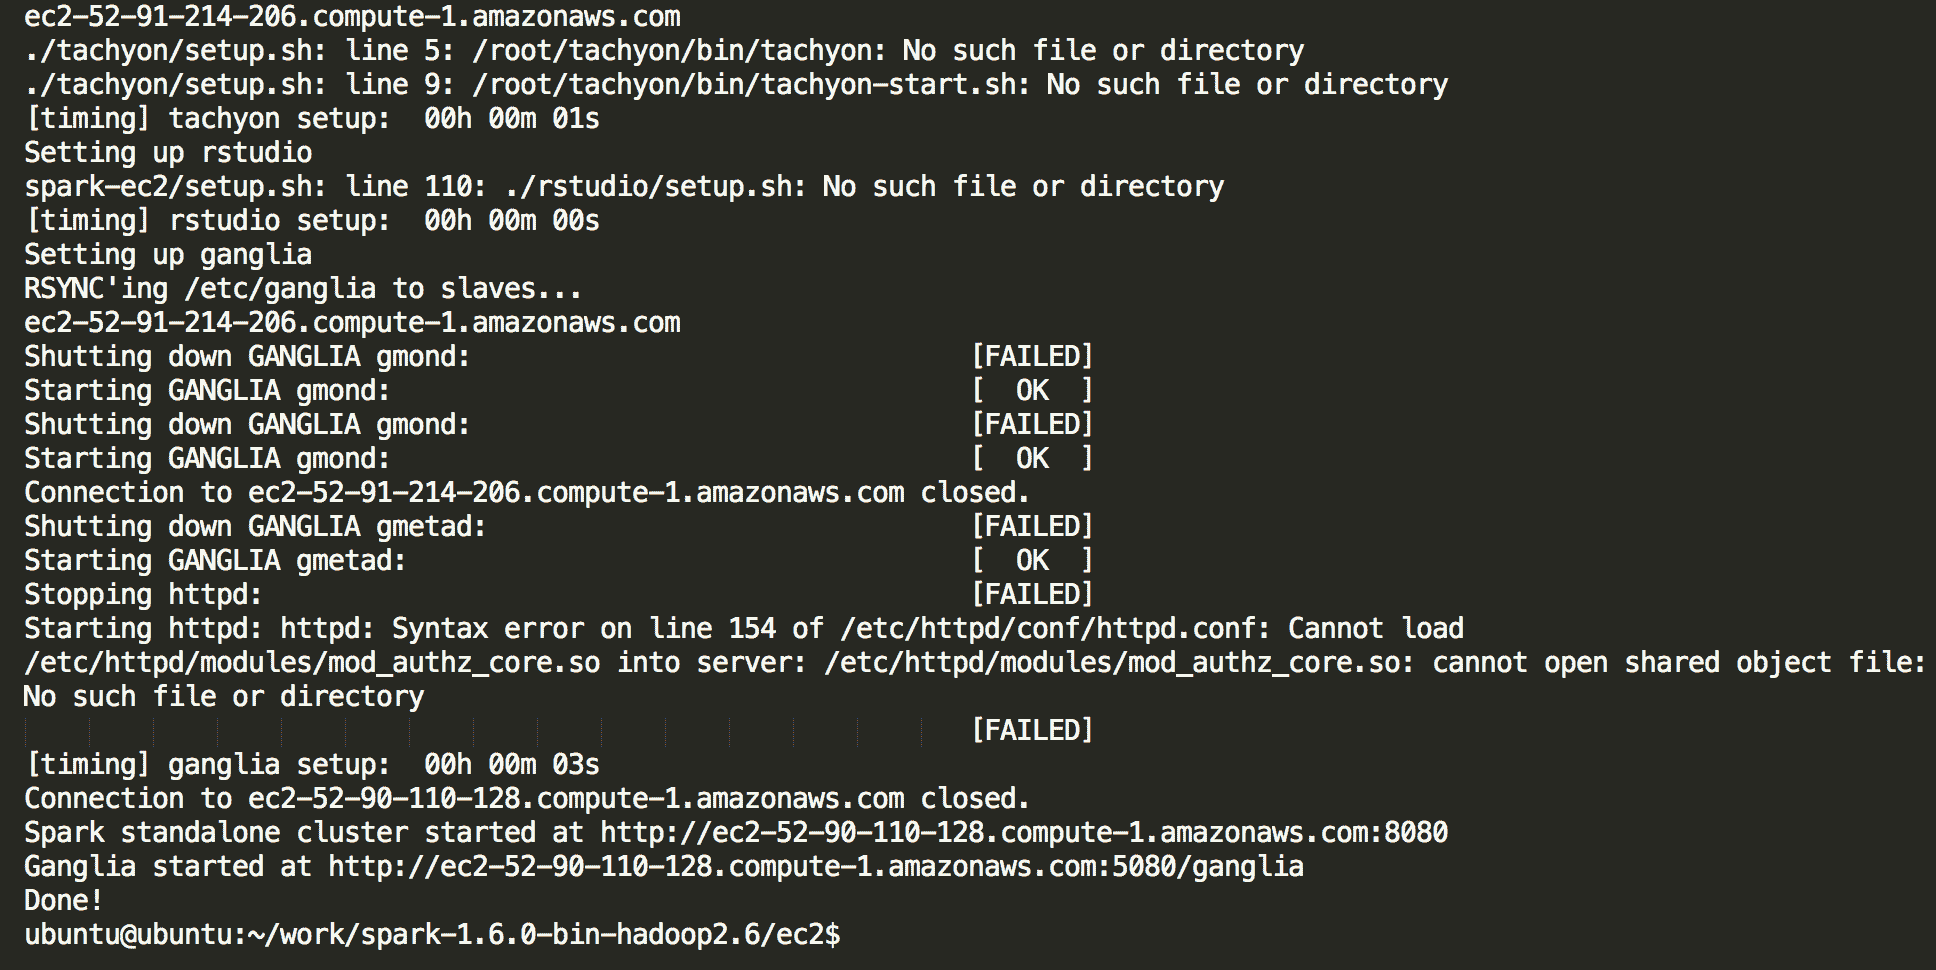 ec2-52-91-214-206.compute-1.amazonaws.com
./tachyon/setup.sh: line 5: /root/tachyon/bin/tachyon: No such file or directory
./tachyon/setup.sh: line 9: /root/tachyon/bin/tachyon-start.sh: No such file or directory
[timing] tachyon setup:  00h 00m 01s
Setting up rstudio
spark-ec2/setup.sh: line 110: ./rstudio/setup.sh: No such file or directory
[timing] rstudio setup:  00h 00m 00s
Setting up ganglia
RSYNC'ing /etc/ganglia to slaves...
ec2-52-91-214-206.compute-1.amazonaws.com
Shutting down GANGLIA gmond:                               [FAILED]
Starting GANGLIA gmond:                                    [  OK  ]
Shutting down GANGLIA gmond:                               [FAILED]
Starting GANGLIA gmond:                                    [  OK  ]
Connection to ec2-52-91-214-206.compute-1.amazonaws.com closed.
Shutting down GANGLIA gmetad:                              [FAILED]
Starting GANGLIA gmetad:                                   [  OK  ]
Stopping httpd:                                            [FAILED]
Starting httpd: httpd: Syntax error on line 154 of /etc/httpd/conf/httpd.conf: Cannot load
/etc/httpd/modules/mod_authz_core.so into server: /etc/httpd/modules/mod_authz_core.so: cannot open shared object file:
No such file or directory
                                                           [FAILED]
[timing] ganglia setup:  00h 00m 03s
Connection to ec2-52-90-110-128.compute-1.amazonaws.com closed.
Spark standalone cluster started at http://ec2-52-90-110-128.compute-1.amazonaws.com:8080
Ganglia started at http://ec2-52-90-110-128.compute-1.amazonaws.com:5080/ganglia
Done!
ubuntu@ubuntu:~/work/spark-1.6.0-bin-hadoop2.6/ec2$